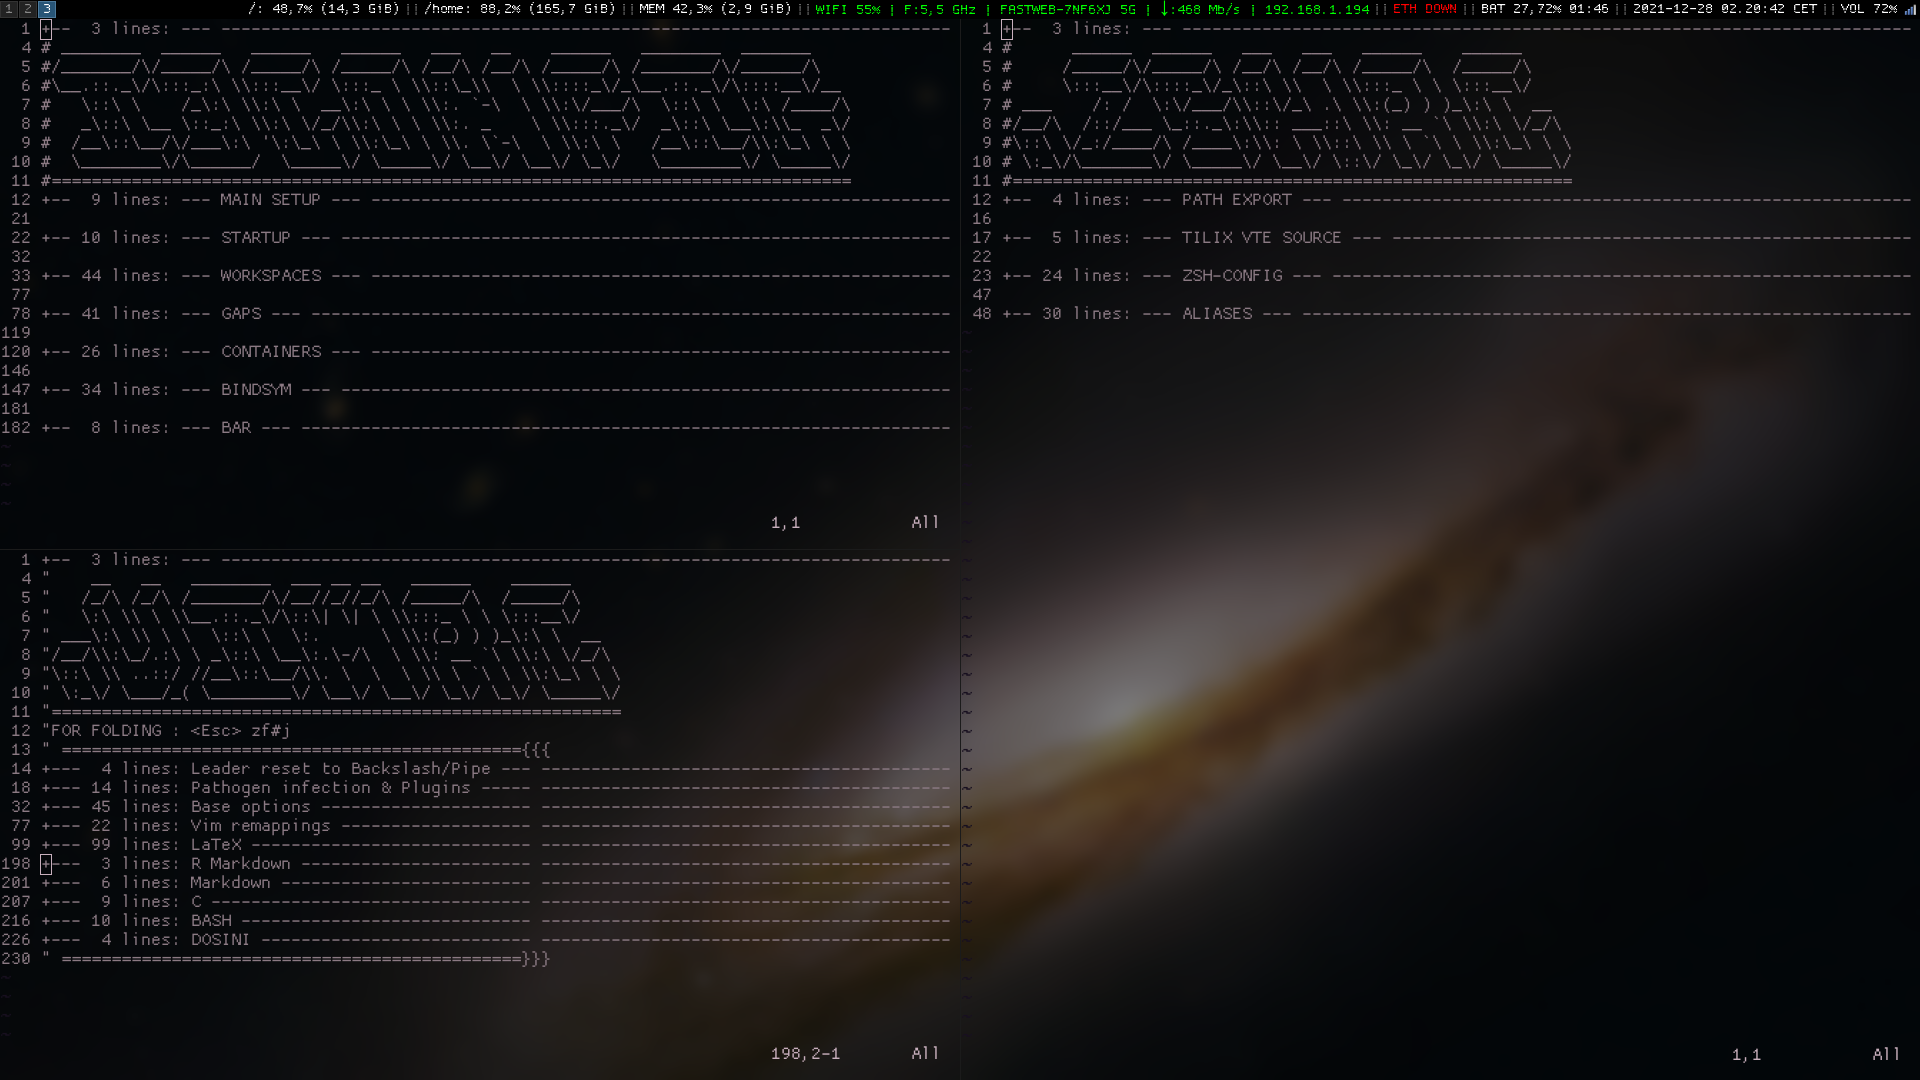 1 2 3 /: 48,7% (14,3 GiB) || /home: 88,2% (165,7 GiB) || MEM 42,3% (2,9 GiB) || WIFI 55% | F:5,5 GHz | FASTWEB-7NF6XJ 5G | ↓:468 Mb/s | 192.168.1.194 || ETH DOWN || BAT 27,72% 01:46 || 2021-12-28 02.20:42 CET || VOL 72%
1 +-- 3 lines: --- ---
4 #
5 #
6 #
7 #
8 #
9 #
10 #
I3CONFIG
11 #================================================================================
12 +-- 9 lines: --- MAIN SETUP --- ---
21
22 +-- 10 lines: --- STARTUP --- ---
32
33 +-- 44 lines: --- WORKSPACES --- ---
77
78 +-- 41 lines: --- GAPS --- ---
119
120 +-- 26 lines: --- CONTAINERS --- ---
146
147 +-- 34 lines: --- BINDSYM --- ---
181
182 +-- 8 lines: --- BAR --- ---
1,1 All
1 +-- 3 lines: --- ---
4 "
5 "
6 "
7 "
8 "
9 "
10 "
VIMRC
11 "=========================================================
12 "FOR FOLDING : <Esc> zf#j
13 " =============================================={{{
14 +--- 4 lines: Leader reset to Backslash/Pipe --- ---
18 +--- 14 lines: Pathogen infection & Plugins ----- ---
32 +--- 45 lines: Base options ---
77 +--- 22 lines: Vim remappings ---
99 +--- 99 lines: LaTeX ---
198 +--- 3 lines: R Markdown ---
201 +--- 6 lines: Markdown ---
207 +--- 9 lines: C ---
216 +--- 10 lines: BASH ---
226 +--- 4 lines: DOSINI ---
230 " ==============================================}}}
198,2-1 All
1 +-- 3 lines: --- ---
4 #
5 #
6 #
7 #
8 #
9 #
10 #
ZSHRC
11 #========================================================
12 +-- 4 lines: --- PATH EXPORT --- ---
16
17 +-- 5 lines: --- TILIX VTE SOURCE --- ---
22
23 +-- 24 lines: --- ZSH-CONFIG --- ---
47
48 +-- 30 lines: --- ALIASES --- ---
1,1 All